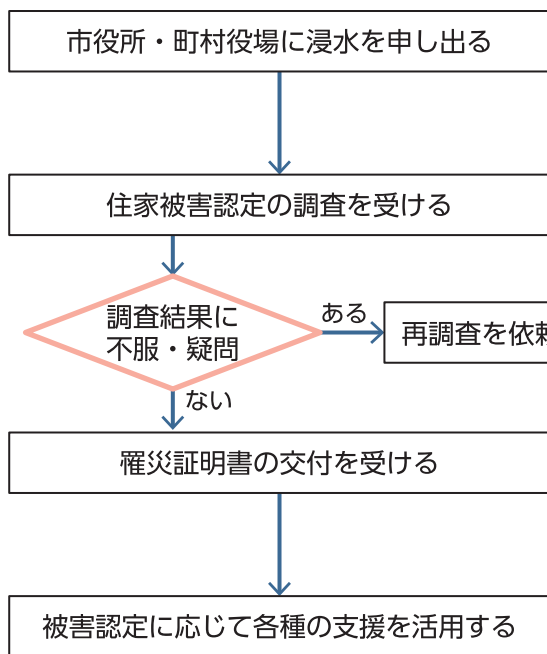 市役所・町村役場に浸水を申し出る
住家被害認定の調査を受ける
調査結果に
不服・疑問
ある
再調査を依頼
ない
罹災証明書の交付を受ける
被害認定に応じて各種の支援を活用する